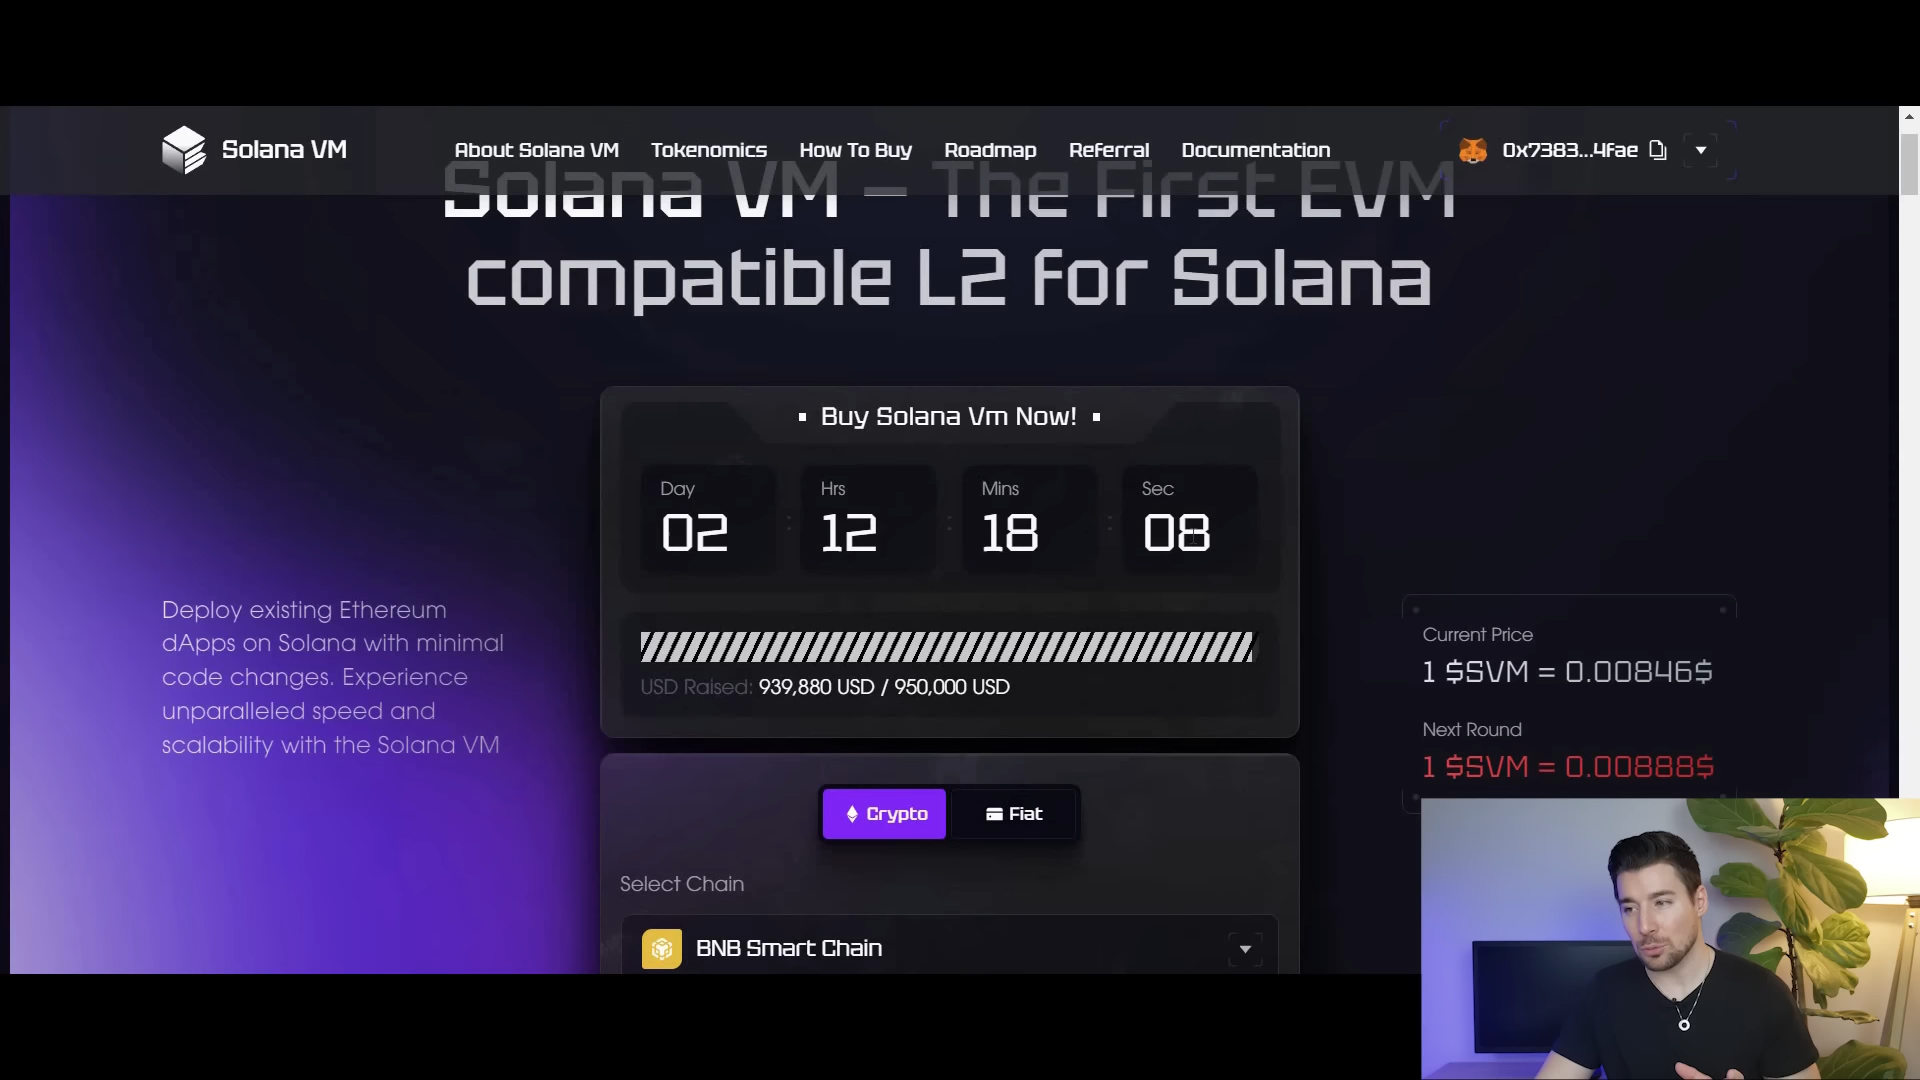 Solana VM
About Solana VM
Tokenomics
How To Buy
Roadmap
Referral
Documentation
0x7383...4fae
Solana VM – The First EVM
compatible L2 for Solana
Buy Solana Vm Now!
Day
Hrs
Mins
Sec
02 : 12 : 18 : 08
USD Raised: 939,880 USD / 950,000 USD
Deploy existing Ethereum
dApps on Solana with minimal
code changes. Experience
unparalleled speed and
scalability with the Solana VM
Current Price
1 $SVM = 0.00846$
Next Round
1 $SVM = 0.00888$
Crypto
Fiat
Select Chain
BNB Smart Chain